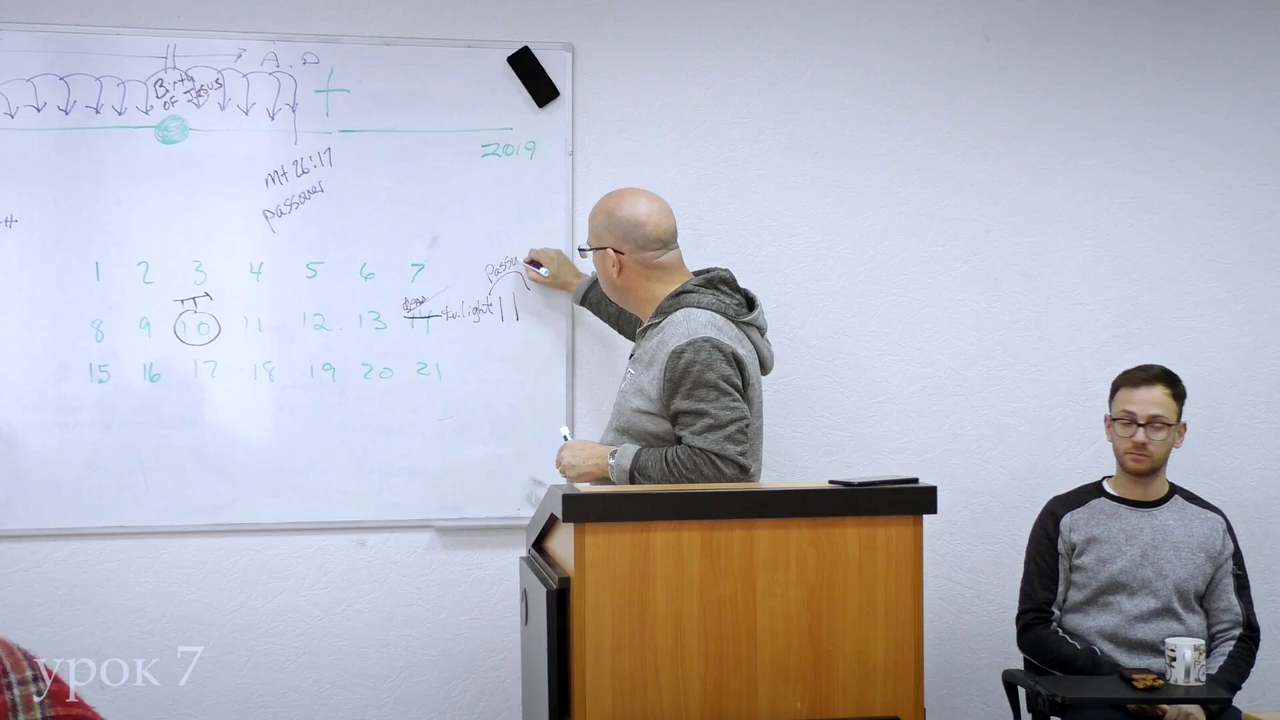 A.D
Birth
OF Jesus
2019
mt 26:17
passover
1 2 3 4 5 6 7
8 9 10 11 12 13 14 twilight
15 16 17 18 19 20 21
урок 7